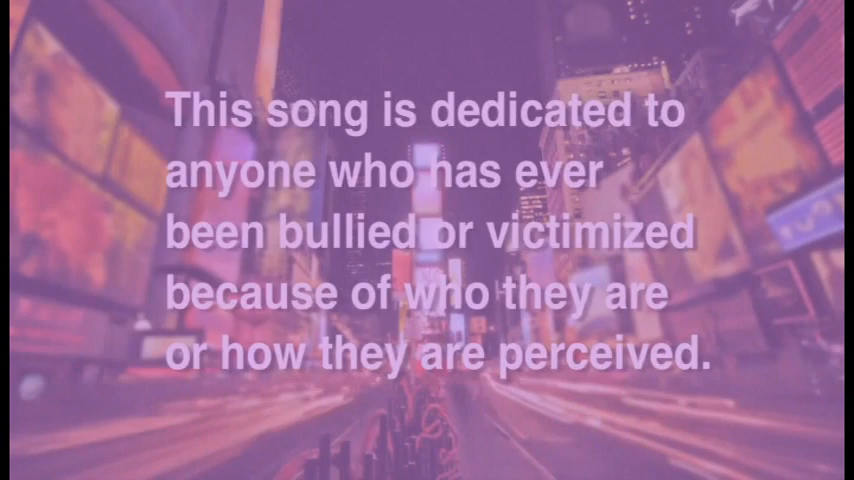 This song is dedicated to
anyone who has ever
been bullied or victimized
because of who they are
or how they are perceived.